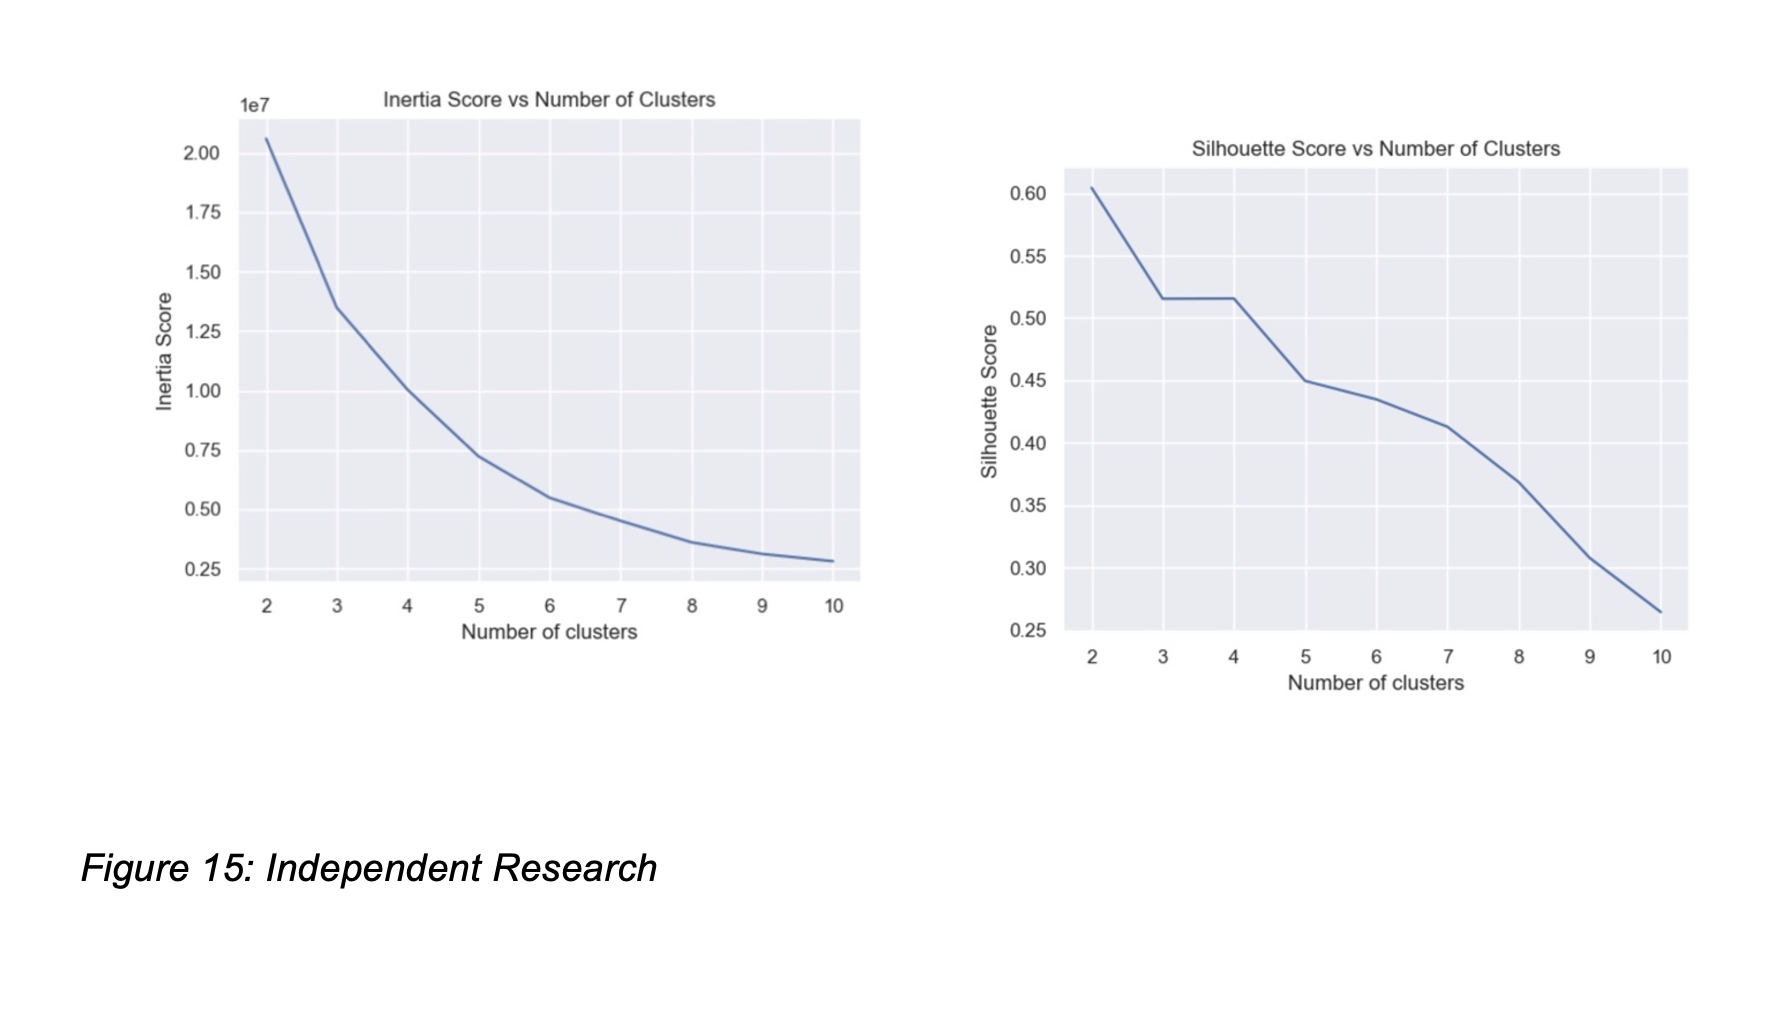 Inertia Score vs Number of Clusters
1e7
2.00
1.75
1.50
1.25
1.00
0.75
0.50
0.25
Inertia Score
2 3 4 5 6 7 8 9 10
Number of clusters
Silhouette Score vs Number of Clusters
0.60
0.55
0.50
0.45
0.40
0.35
0.30
0.25
Silhouette Score
2 3 4 5 6 7 8 9 10
Number of clusters
Figure 15: Independent Research